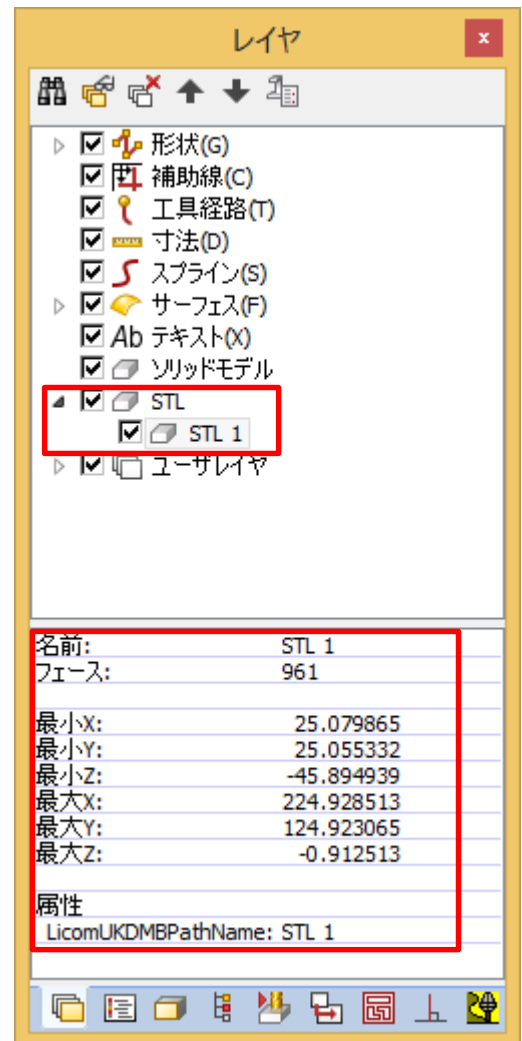 レイヤ
形状(G)
補助線(C)
工具経路(T)
寸法(D)
スプライン(S)
サーフェス(F)
Ab テキスト(X)
ソリッドモデル
STL
STL 1
ユーザレイヤ
名前: STL 1
フェース: 961
最小X: 25.079865
最小Y: 25.055332
最小Z: -45.894939
最大X: 224.928513
最大Y: 124.923065
最大Z: -0.912513
属性
LicomUKDMBPathName: STL 1